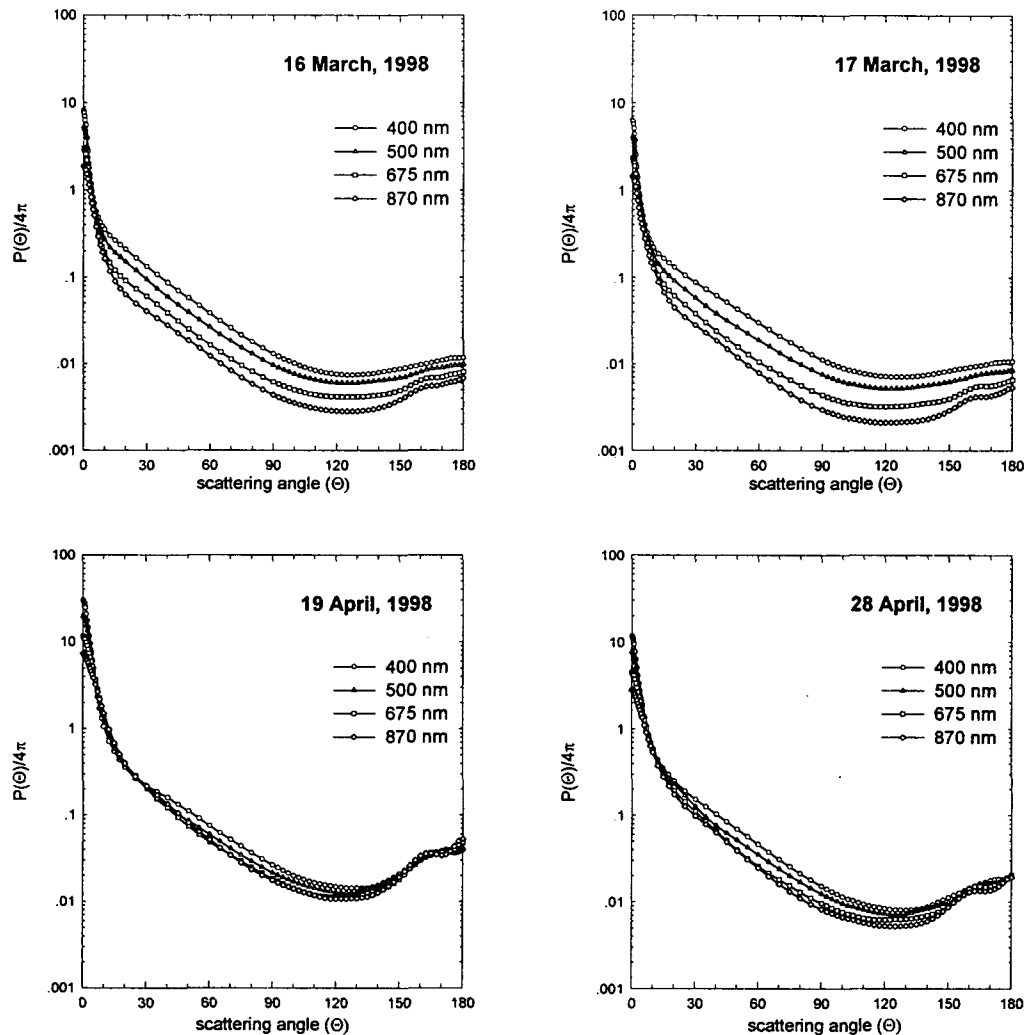 100
10
1
.1
.01
.001
P(Θ)/4π
16 March, 1998
400 nm
500 nm
675 nm
870 nm
0 30 60 90 120 150 180
scattering angle (Θ)
100
10
1
.1
.01
.001
P(Θ)/4π
17 March, 1998
400 nm
500 nm
675 nm
870 nm
0 30 60 90 120 150 180
scattering angle (Θ)
100
10
1
.1
.01
.001
P(Θ)/4π
19 April, 1998
400 nm
500 nm
675 nm
870 nm
0 30 60 90 120 150 180
scattering angle (Θ)
100
10
1
.1
.01
.001
P(Θ)/4π
28 April, 1998
400 nm
500 nm
675 nm
870 nm
0 30 60 90 120 150 180
scattering angle (Θ)